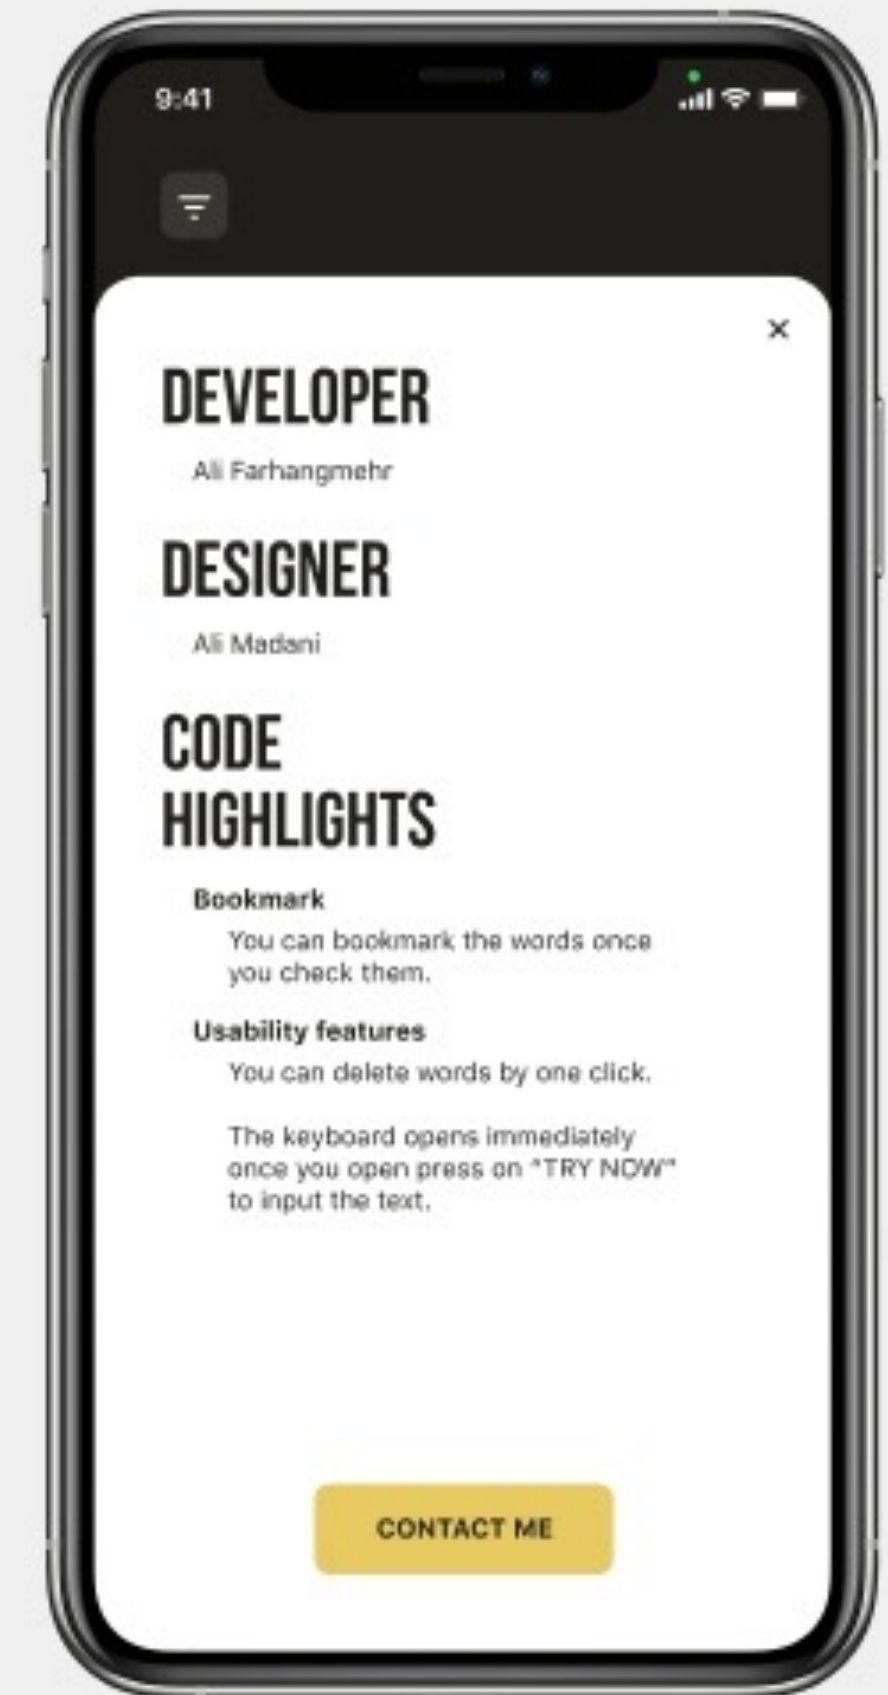 9:41
DEVELOPER
Ali Farhangmehr
DESIGNER
Ali Madani
CODE
HIGHLIGHTS
Bookmark
You can bookmark the words once
you check them.
Usability features
You can delete words by one click.
The keyboard opens immediately
once you open press on "TRY NOW"
to input the text.
CONTACT ME